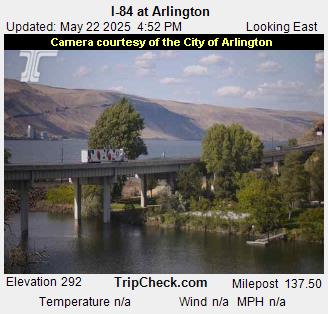 I-84 at Arlington
Updated: May 22 2025 4:52 PM Looking East
Camera courtesy of the City of Arlington
Elevation 292 TripCheck.com Milepost 137.50
Temperature n/a Wind n/a MPH n/a